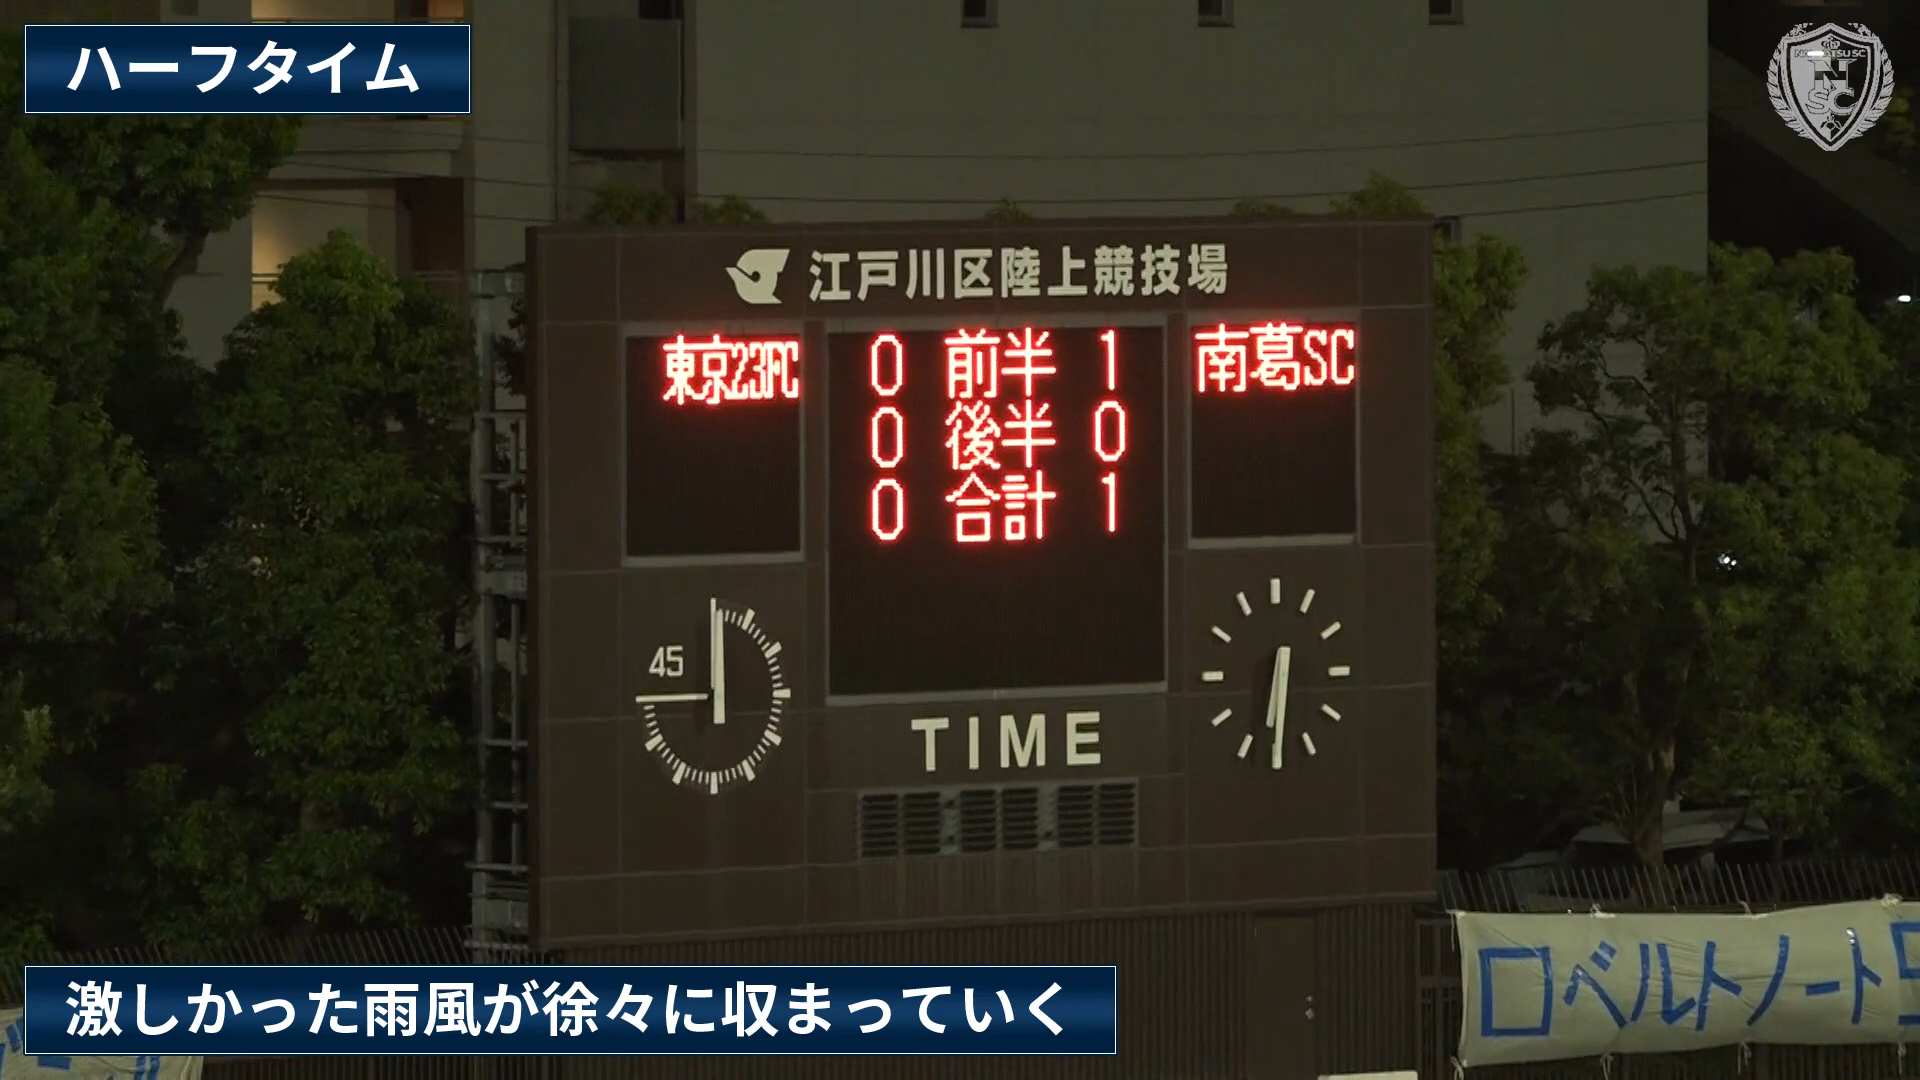 ハーフタイム
NANKATSU SC
N
SC
江戸川区陸上競技場
東京23FC 0 前半 1 南葛SC
0 後半 0
0 合計 1
45
TIME
激しかった雨風が徐々に収まっていく
ロベルトノート